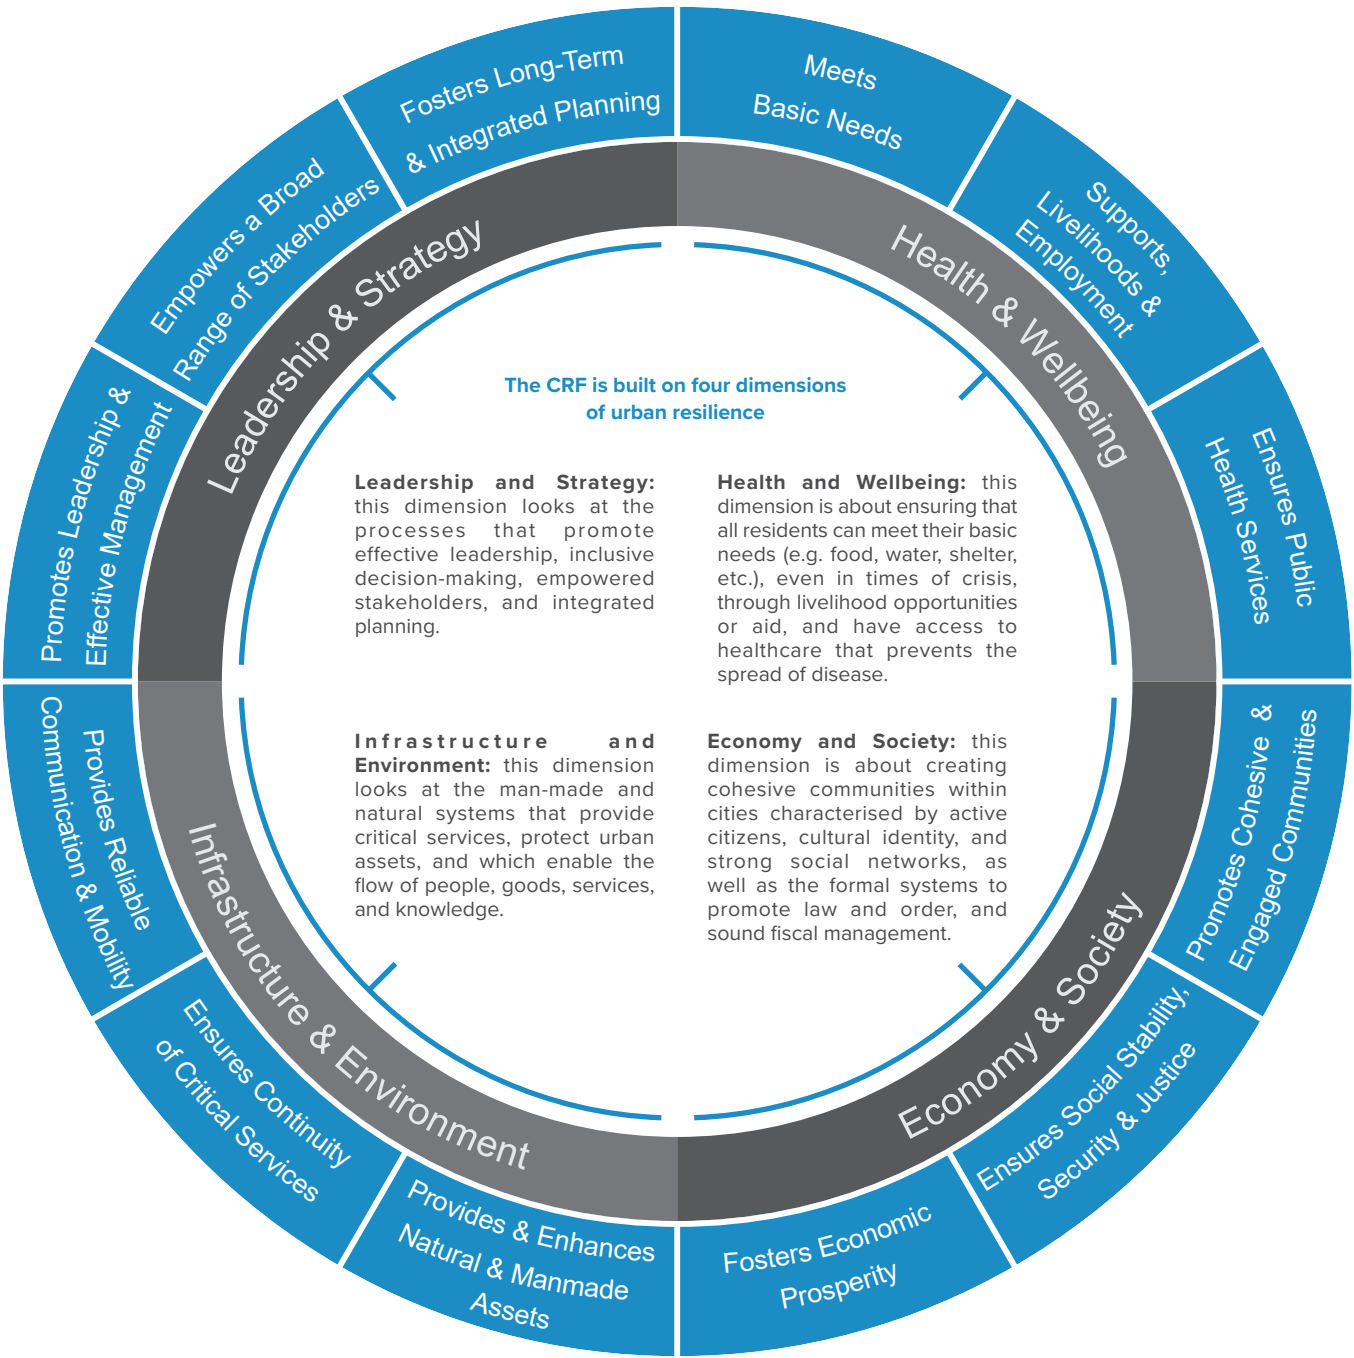 Fosters Long-Term
& Integrated Planning
Meets
Basic Needs
Supports,
Livelihoods &
Employment
Ensures Public
Health Services
Promotes Cohesive &
Engaged Communities
Ensures Social Stability,
Security & Justice
Fosters Economic
Prosperity
Provides & Enhances
Natural & Manmade
Assets
Ensures Continuity
of Critical Services
Provides Reliable
Communication & Mobility
Promotes Leadership &
Effective Management
Empowers a Broad
Range of Stakeholders
Leadership & Strategy
Health & Wellbeing
Economy & Society
Infrastructure & Environment
The CRF is built on four dimensions
of urban resilience
Leadership and Strategy:
this dimension looks at the
processes that promote
effective leadership, inclusive
decision-making, empowered
stakeholders, and integrated
planning.
Health and Wellbeing: this
dimension is about ensuring that
all residents can meet their basic
needs (e.g. food, water, shelter,
etc.), even in times of crisis,
through livelihood opportunities
or aid, and have access to
healthcare that prevents the
spread of disease.
Infrastructure and
Environment: this dimension
looks at the man-made and
natural systems that provide
critical services, protect urban
assets, and which enable the
flow of people, goods, services,
and knowledge.
Economy and Society: this
dimension is about creating
cohesive communities within
cities characterised by active
citizens, cultural identity, and
strong social networks, as
well as the formal systems to
promote law and order, and
sound fiscal management.